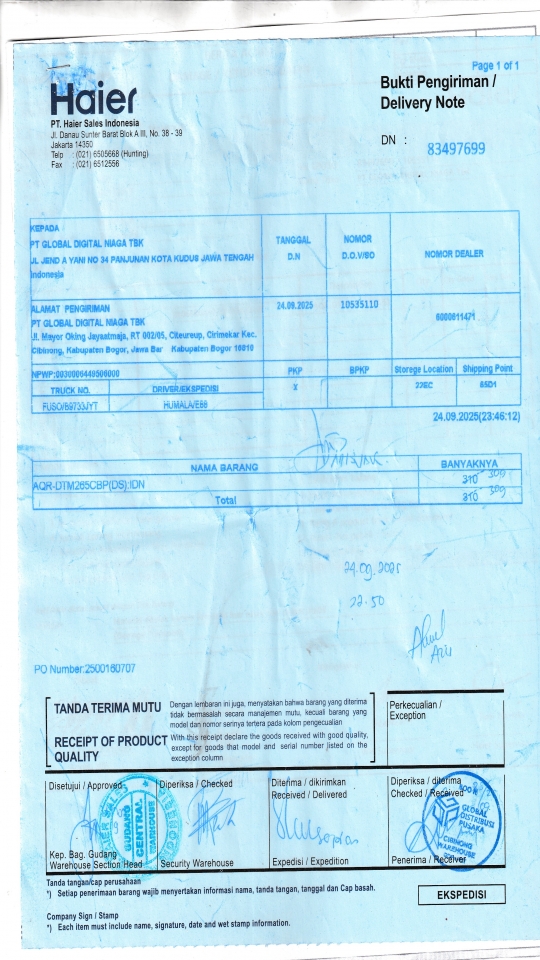 Page 1 of 1
Haier
Bukti Pengiriman /
Delivery Note
PT. Haier Sales Indonesia
Jl. Danau Sunter Barat Blok A III, No. 38 - 39
Jakarta 14350
Telp : (021) 6505668 (Hunting)
Fax : (021) 6512556
DN : 83497699
KEPADA
PT GLOBAL DIGITAL NIAGA TBK
JL JEND A YANI NO 34 PANJUNAN KOTA KUDUS JAWA TENGAH
Indonesia
TANGGAL
D.N
NOMOR
D.O.V/SO
NOMOR DEALER
ALAMAT PENGIRIMAN
PT GLOBAL DIGITAL NIAGA TBK
Jl. Mayor Oking Jayaatmaja, RT 002/05, Citeureup, Cirimekar Kec.
Cibinong, Kabupaten Bogor, Jawa Bar Kabupaten Bogor 16010
24.09.2025
10535110
6000611471
NPWP:
PKP
BPKP
Storege Location
Shipping Point
TRUCK NO.
DRIVER/EKSPEDISI
X
22EC
65D1
FUSO/B9733JYT
HUMALA/EBB
24.09.2025(23:46:12)
NAMA BARANG
BANYAKNYA
AQR-DTM265CBP(DS):IDN
310 309
Total
310 309
24.09.2025
22.50
PO Number:2500160707
TANDA TERIMA MUTU
Dengan lembaran ini juga, menyatakan bahwa barang yang diterima
tidak bermasalah secara manajemen mutu, kecuali barang yang
model dan nomor serinya tertera pada kolom pengecualian
RECEIPT OF PRODUCT
QUALITY
With this receipt declare the goods received with good quality,
except for goods that model and serial number listed on the
exception column
Perkecualian /
Exception
Disetujui / Approved
Diperiksa / Checked
Diterima / dikirimkan
Received / Delivered
Diperiksa / diterima
Checked / Received
GUDANG
CENTRAL
WAREHOUSE
GLOBAL
DISTRIBUSI
PUSAKA
CIBINONG
WAREHOUSE
Kep. Bag. Gudang
Warehouse Section Head
Security Warehouse
Expedisi / Expedition
Penerima / Receiver
Tanda tangan/cap perusahaan
*) Setiap penerimaan barang wajib menyertakan informasi nama, tanda tangan, tanggal dan Cap basah.
EKSPEDISI
Company Sign / Stamp
*) Each item must include name, signature, date and wet stamp information.